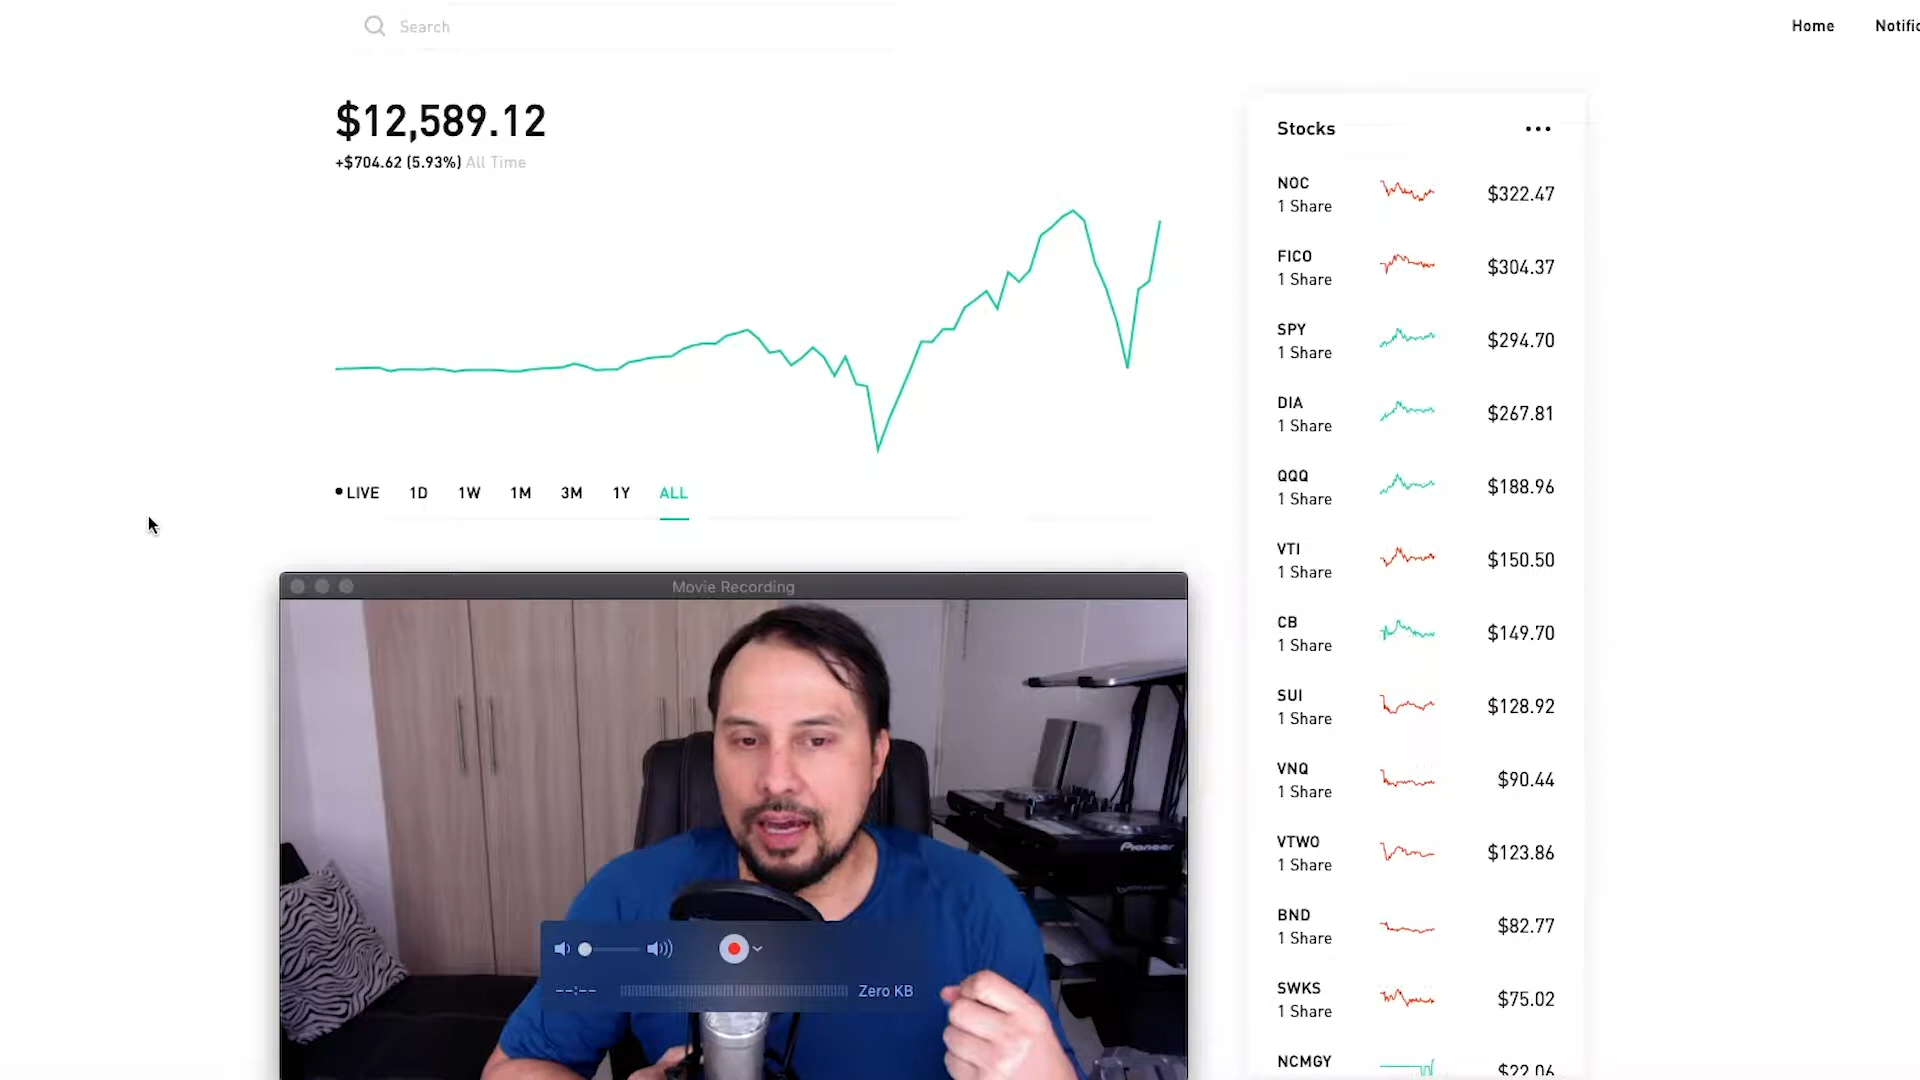 Search
Home
Notific
$12,589.12
+$704.62 (5.93%) All Time
LIVE 1D 1W 1M 3M 1Y ALL
Stocks
NOC
1 Share
$322.47
FICO
1 Share
$304.37
SPY
1 Share
$294.70
DIA
1 Share
$267.81
QQQ
1 Share
$188.96
VTI
1 Share
$150.50
CB
1 Share
$149.70
SUI
1 Share
$128.92
VNQ
1 Share
$90.44
VTWO
1 Share
$123.86
BND
1 Share
$82.77
SWKS
1 Share
$75.02
NCMGY
$22.06
Movie Recording
Pioneer
--:--
Zero KB